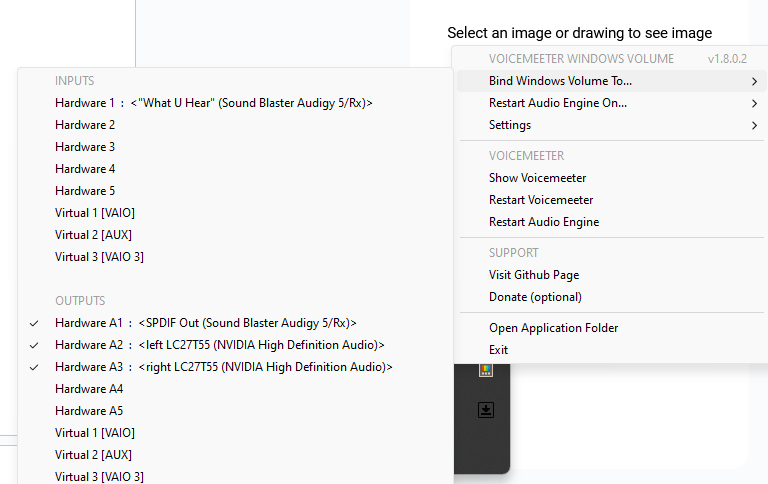 Select an image or drawing to see image
VOICEMEETER WINDOWS VOLUME v1.8.0.2
Bind Windows Volume To...
Restart Audio Engine On...
Settings
VOICEMEETER
Show Voicemeeter
Restart Voicemeeter
Restart Audio Engine
SUPPORT
Visit Github Page
Donate (optional)
Open Application Folder
Exit
INPUTS
Hardware 1 : <"What U Hear" (Sound Blaster Audigy 5/Rx)>
Hardware 2
Hardware 3
Hardware 4
Hardware 5
Virtual 1 [VAIO]
Virtual 2 [AUX]
Virtual 3 [VAIO 3]
OUTPUTS
Hardware A1 : <SPDIF Out (Sound Blaster Audigy 5/Rx)>
Hardware A2 : <left LC27T55 (NVIDIA High Definition Audio)>
Hardware A3 : <right LC27T55 (NVIDIA High Definition Audio)>
Hardware A4
Hardware A5
Virtual 1 [VAIO]
Virtual 2 [AUX]
Virtual 3 [VAIO 3]